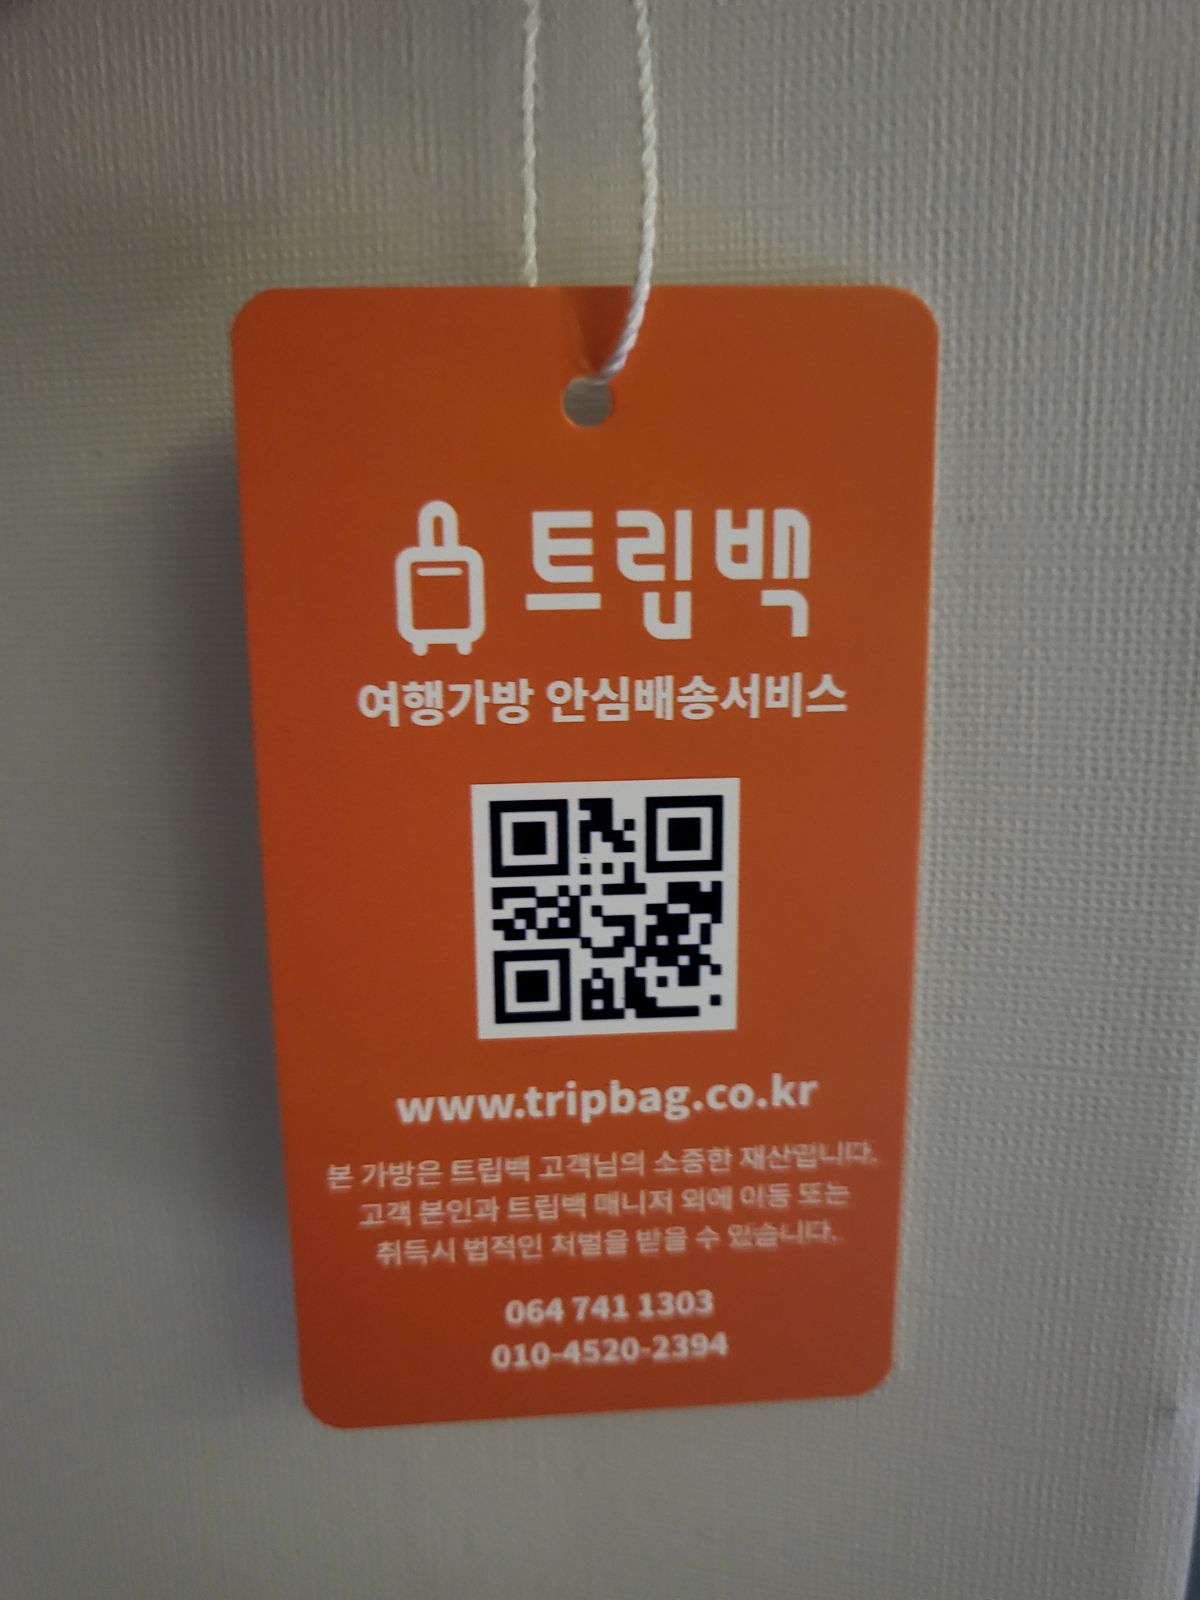 트립백
여행가방 안심배송서비스
www.tripbag.co.kr
본 가방은 트립백 고객님의 소중한 재산입니다.
고객 본인과 트립백 매니저 외에 이동 또는
취득시 법적인 처벌을 받을 수 있습니다.
064 741 1303
010-4520-2394